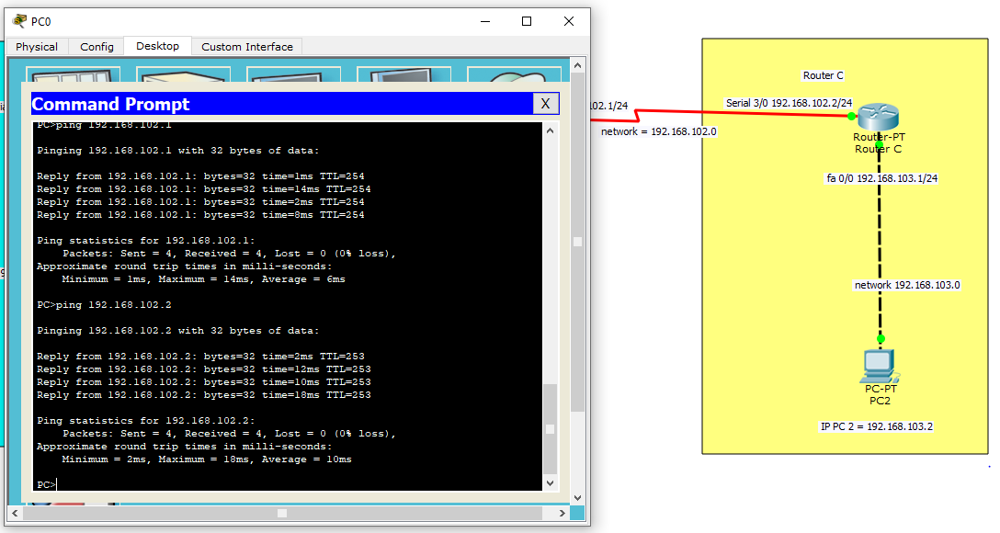 PC0
Physical Config Desktop Custom Interface
Command Prompt X
PC>ping 192.168.102.1
Pinging 192.168.102.1 with 32 bytes of data:
Reply from 192.168.102.1: bytes=32 time=1ms TTL=254
Reply from 192.168.102.1: bytes=32 time=14ms TTL=254
Reply from 192.168.102.1: bytes=32 time=2ms TTL=254
Reply from 192.168.102.1: bytes=32 time=8ms TTL=254
Ping statistics for 192.168.102.1:
Packets: Sent = 4, Received = 4, Lost = 0 (0% loss),
Approximate round trip times in milli-seconds:
Minimum = 1ms, Maximum = 14ms, Average = 6ms
PC>ping 192.168.102.2
Pinging 192.168.102.2 with 32 bytes of data:
Reply from 192.168.102.2: bytes=32 time=2ms TTL=253
Reply from 192.168.102.2: bytes=32 time=12ms TTL=253
Reply from 192.168.102.2: bytes=32 time=10ms TTL=253
Reply from 192.168.102.2: bytes=32 time=18ms TTL=253
Ping statistics for 192.168.102.2:
Packets: Sent = 4, Received = 4, Lost = 0 (0% loss),
Approximate round trip times in milli-seconds:
Minimum = 2ms, Maximum = 18ms, Average = 10ms
PC>
02.1/24
network = 192.168.102.0
Router C
Serial 3/0 192.168.102.2/24
Router-PT
Router C
fa 0/0 192.168.103.1/24
network 192.168.103.0
PC-PT
PC2
IP PC 2 = 192.168.103.2